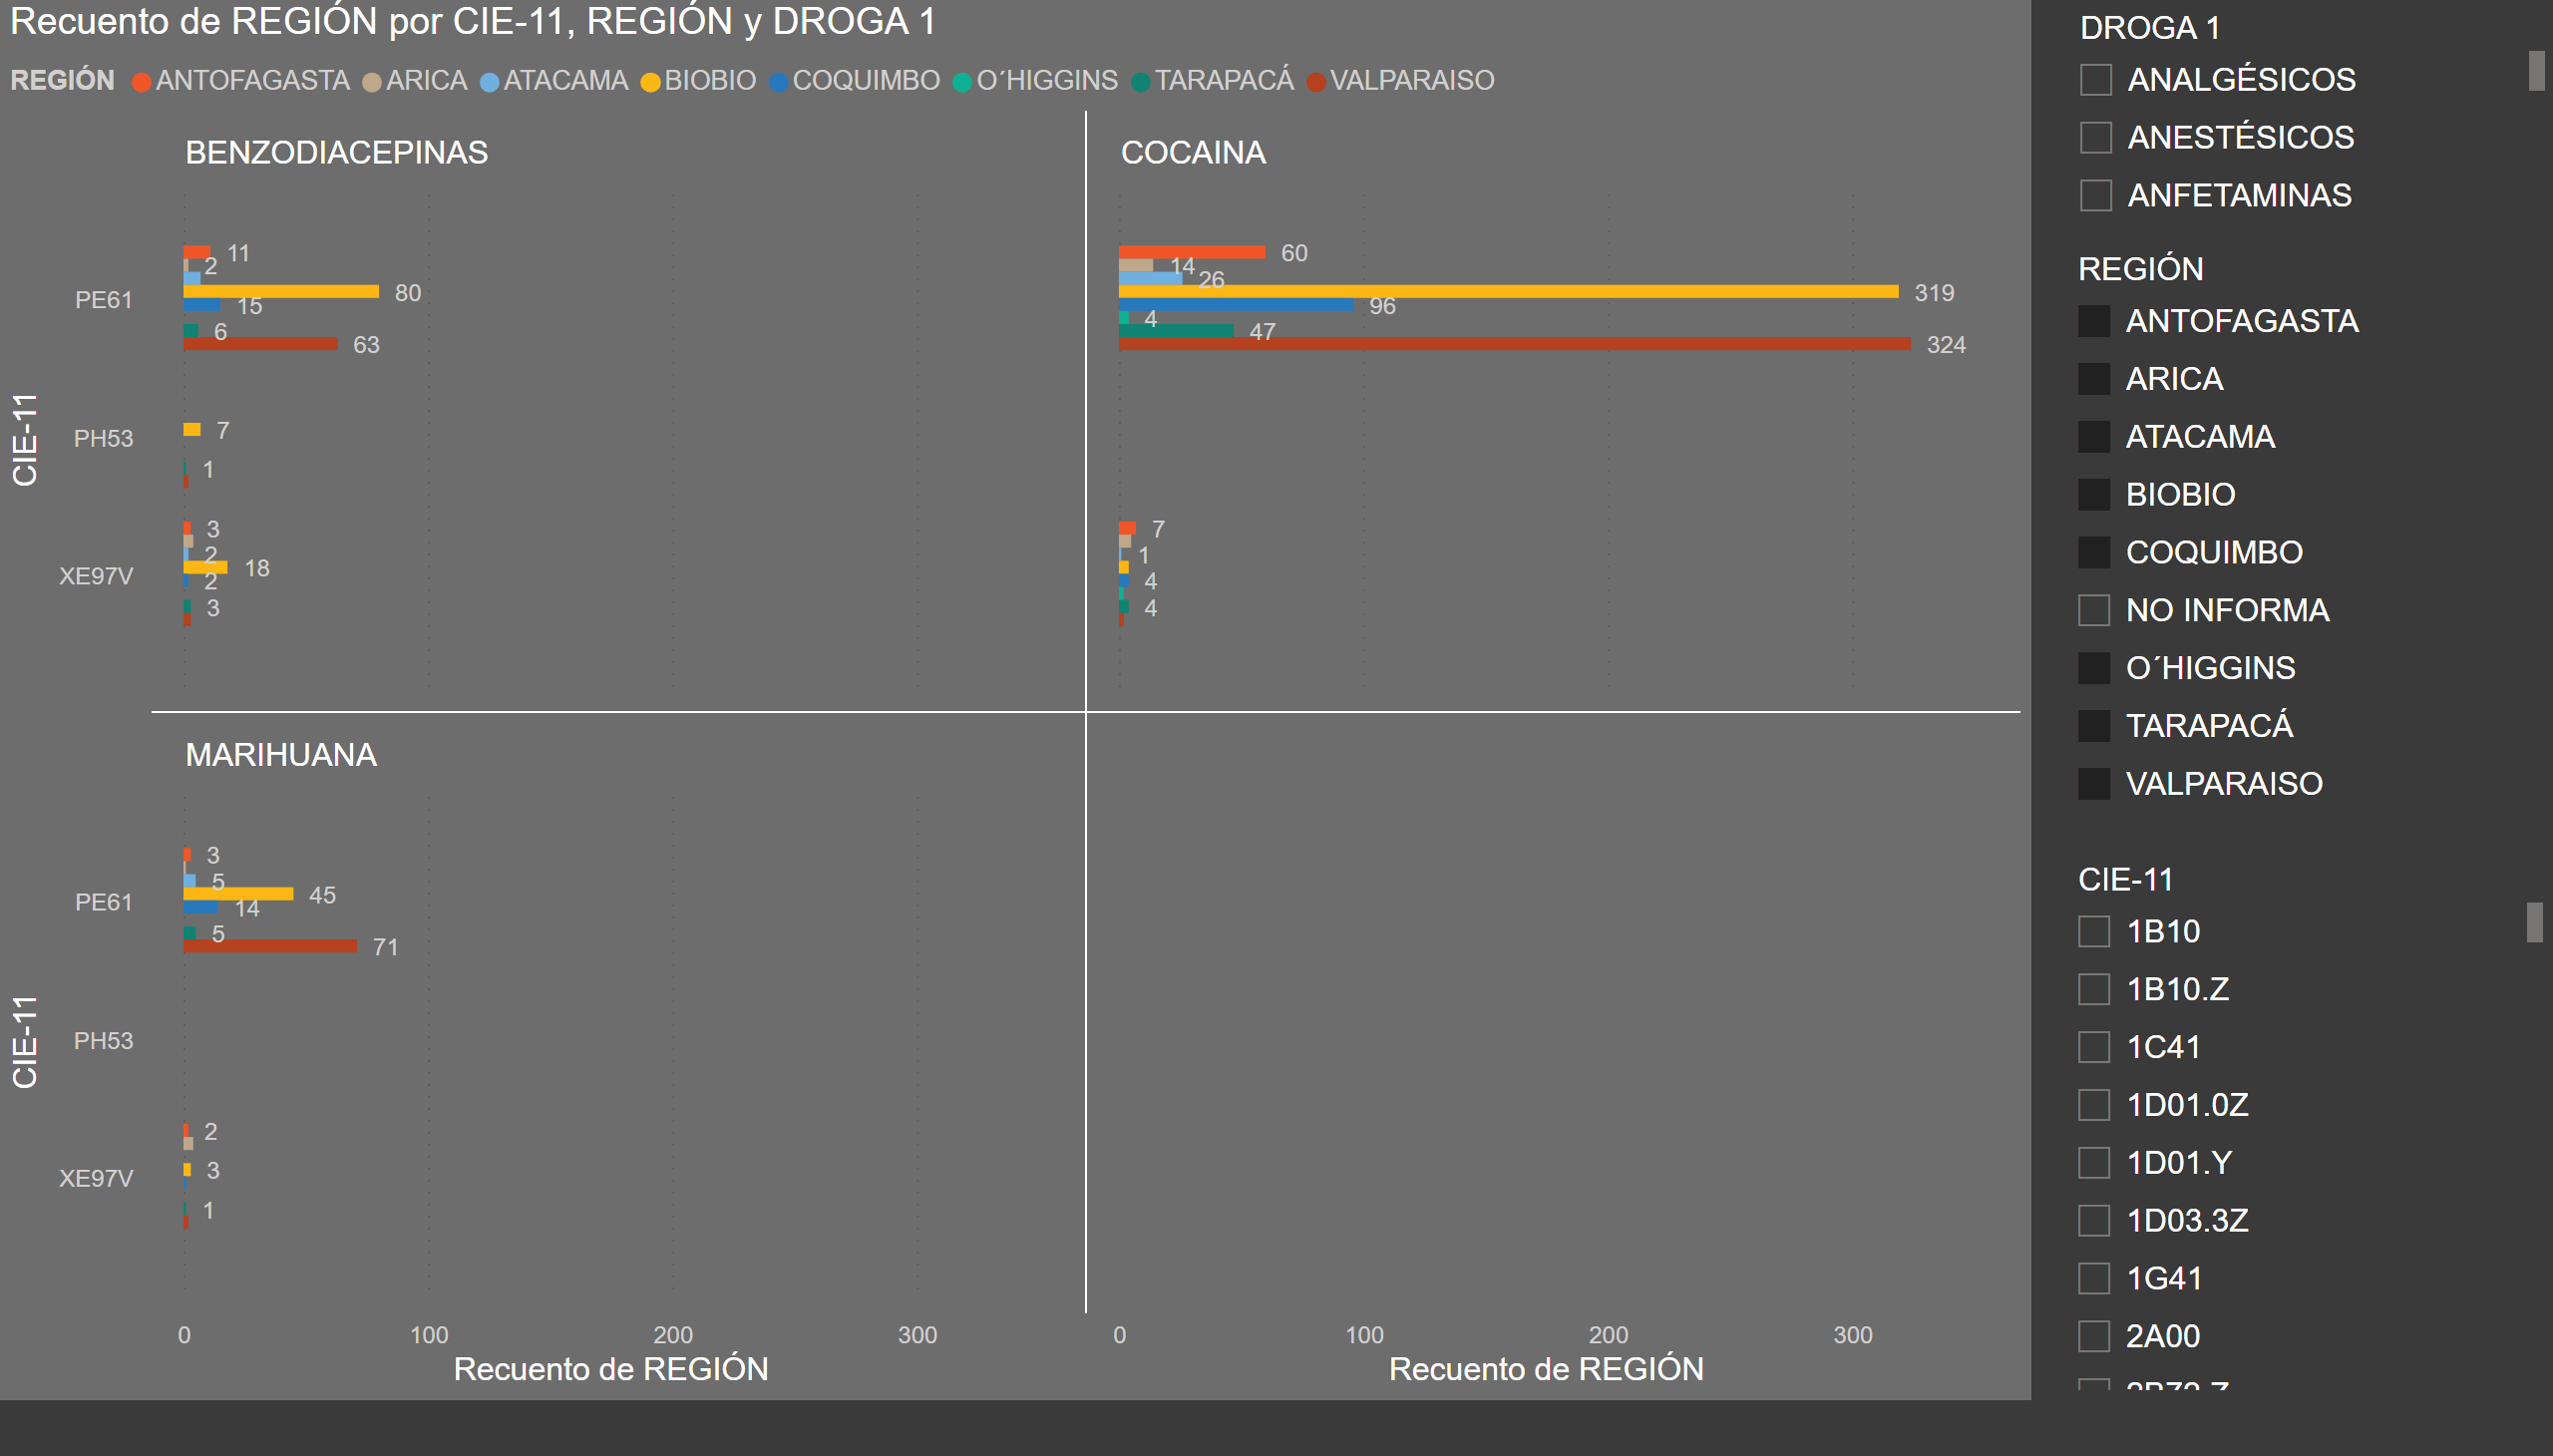 Recuento de REGIÓN por CIE-11, REGIÓN y DROGA 1
REGIÓN ANTOFAGASTA ARICA ATACAMA BIOBIO COQUIMBO O´HIGGINS TARAPACÁ VALPARAISO
BENZODIACEPINAS
CIE-11
PE61
11
2
80
15
6
63
PH53
7
1
XE97V
3
2
18
2
3
COCAINA
60
14
26
319
96
4
47
324
7
1
4
4
MARIHUANA
CIE-11
PE61
3
5
45
14
5
71
PH53
XE97V
2
3
1
0 100 200 300
Recuento de REGIÓN
0 100 200 300
Recuento de REGIÓN
DROGA 1
ANALGÉSICOS
ANESTÉSICOS
ANFETAMINAS
REGIÓN
ANTOFAGASTA
ARICA
ATACAMA
BIOBIO
COQUIMBO
NO INFORMA
O´HIGGINS
TARAPACÁ
VALPARAISO
CIE-11
1B10
1B10.Z
1C41
1D01.0Z
1D01.Y
1D03.3Z
1G41
2A00